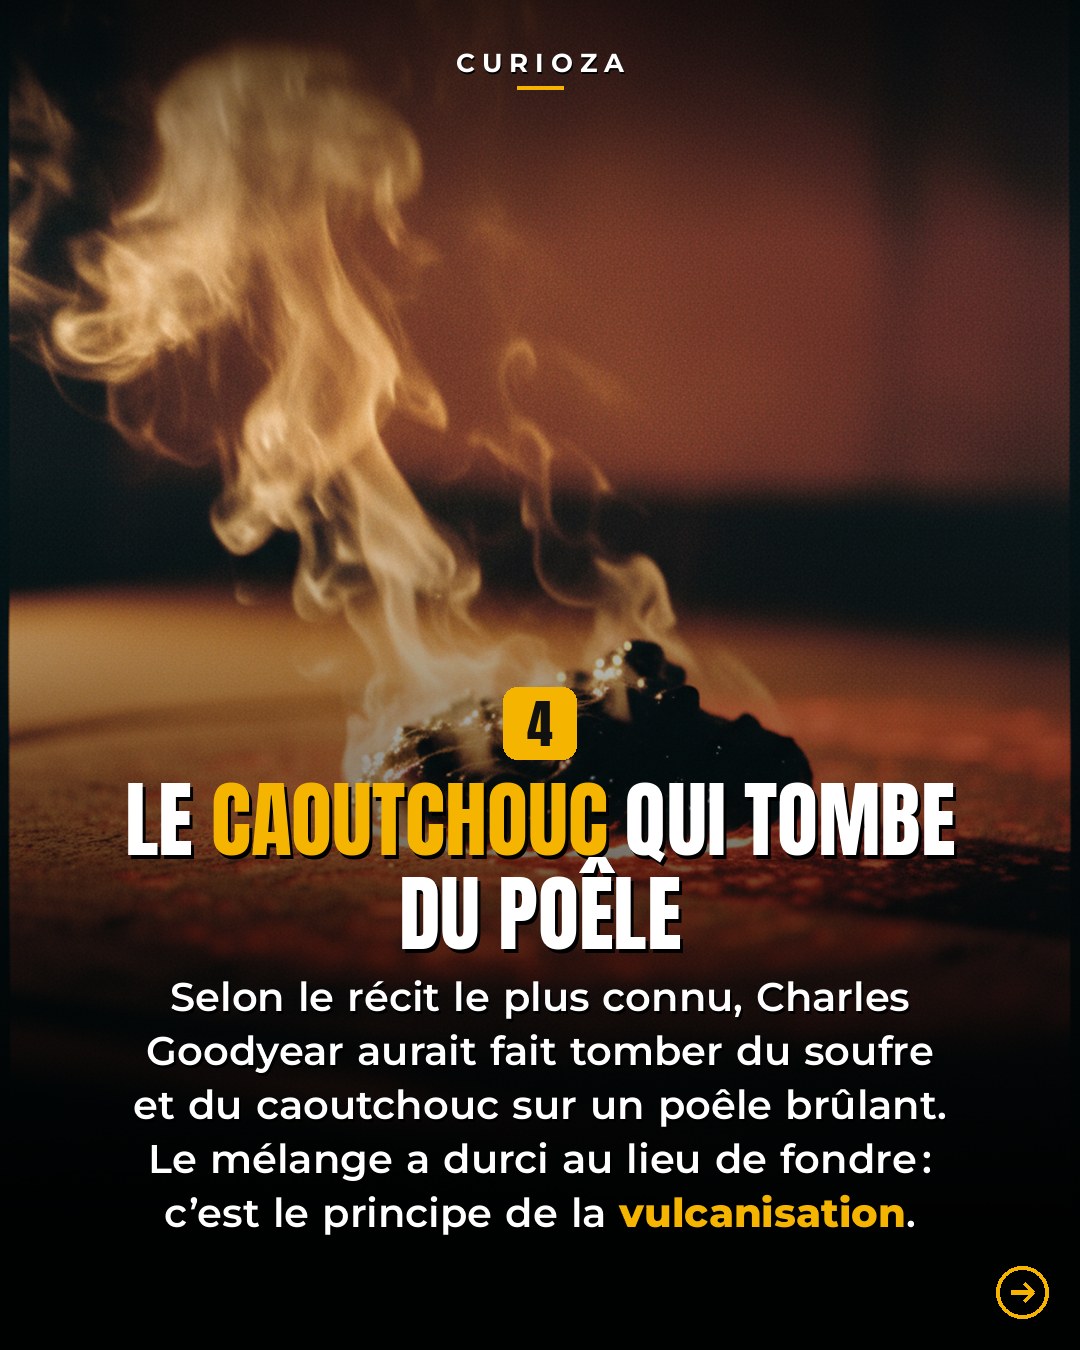 CURIOZA
4
LE CAOUTCHOUC QUI TOMBE
DU POÊLE
Selon le récit le plus connu, Charles
Goodyear aurait fait tomber du soufre
et du caoutchouc sur un poêle brûlant.
Le mélange a durci au lieu de fondre :
c’est le principe de la vulcanisation.